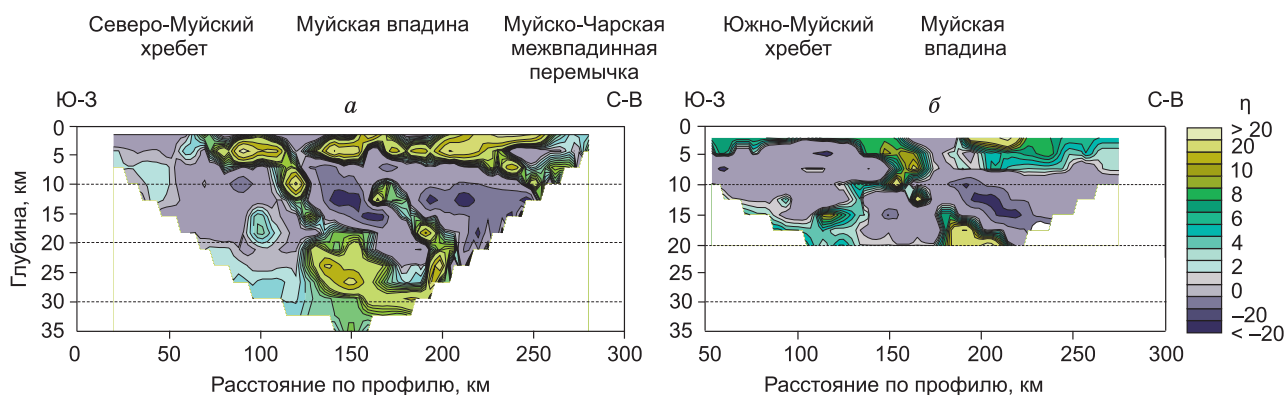 Северо-Муйский
хребет
Муйская впадина
Муйско-Чарская
межвпадинная
перемычка
Южно-Муйский
хребет
Муйская
впадина
Ю-З
а
С-В
Ю-З
б
С-В
η
0
5
10
15
20
25
30
35
Глубина, км
0
50
100
150
200
250
300
Расстояние по профилю, км
0
5
10
15
20
25
30
35
50
100
150
200
250
300
Расстояние по профилю, км
> 20
20
10
8
6
4
2
0
–20
< –20